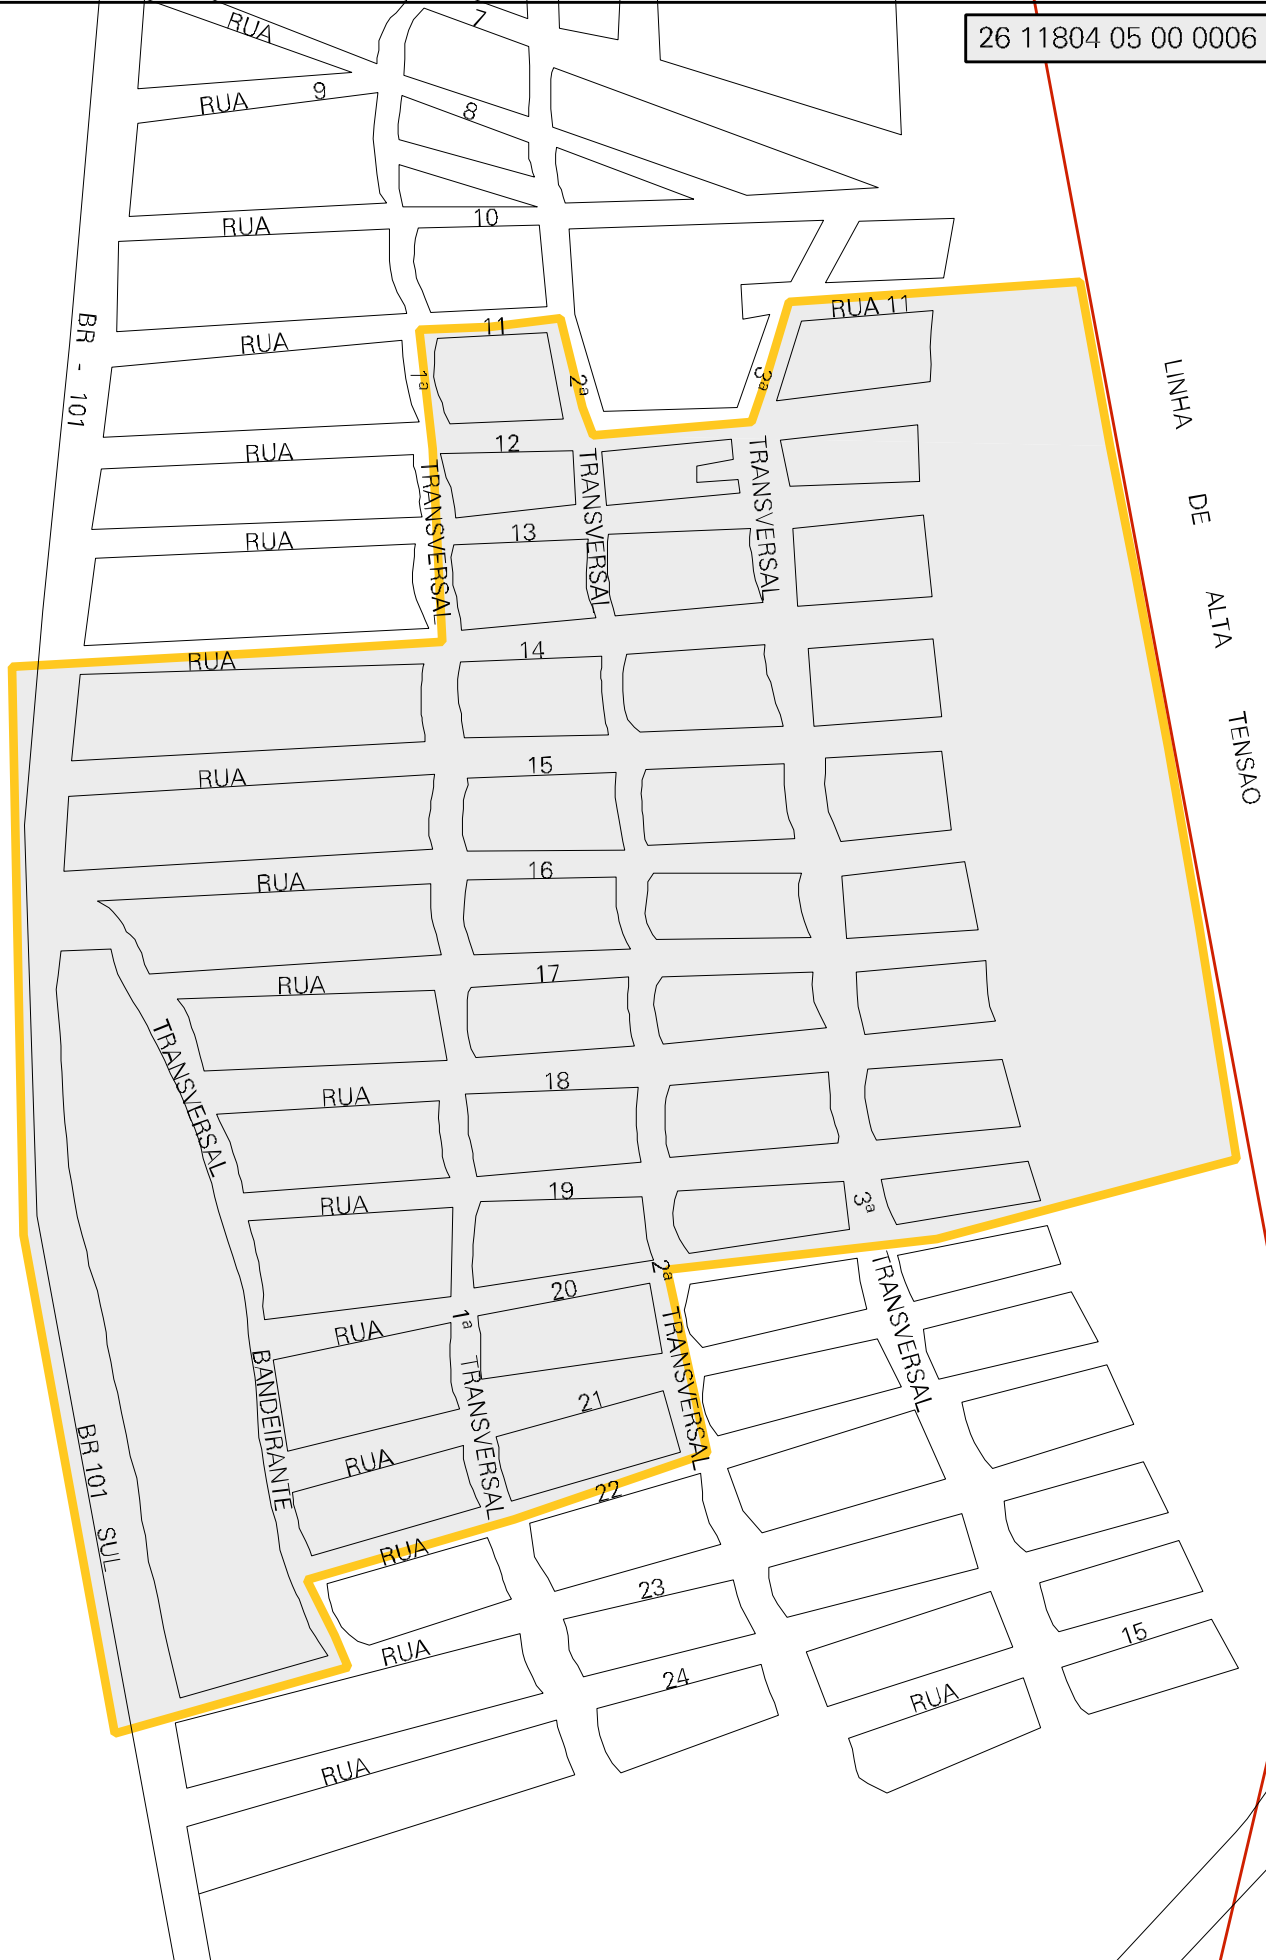 26 11804 05 00 0006
RUA
7
RUA 9
8
RUA 10
RUA 11
RUA 11
BR - 101
1ª TRANSVERSAL
2ª TRANSVERSAL
3ª TRANSVERSAL
LINHA DE ALTA TENSAO
RUA 12
RUA 13
RUA 14
RUA 15
RUA 16
RUA 17
RUA 18
RUA 19
RUA 20
RUA 21
RUA 22
RUA 23
RUA 24
TRANSVERSAL BANDEIRANTE
1ª TRANSVERSAL
2ª TRANSVERSAL
3ª TRANSVERSAL
BR 101 SUL
RUA 15